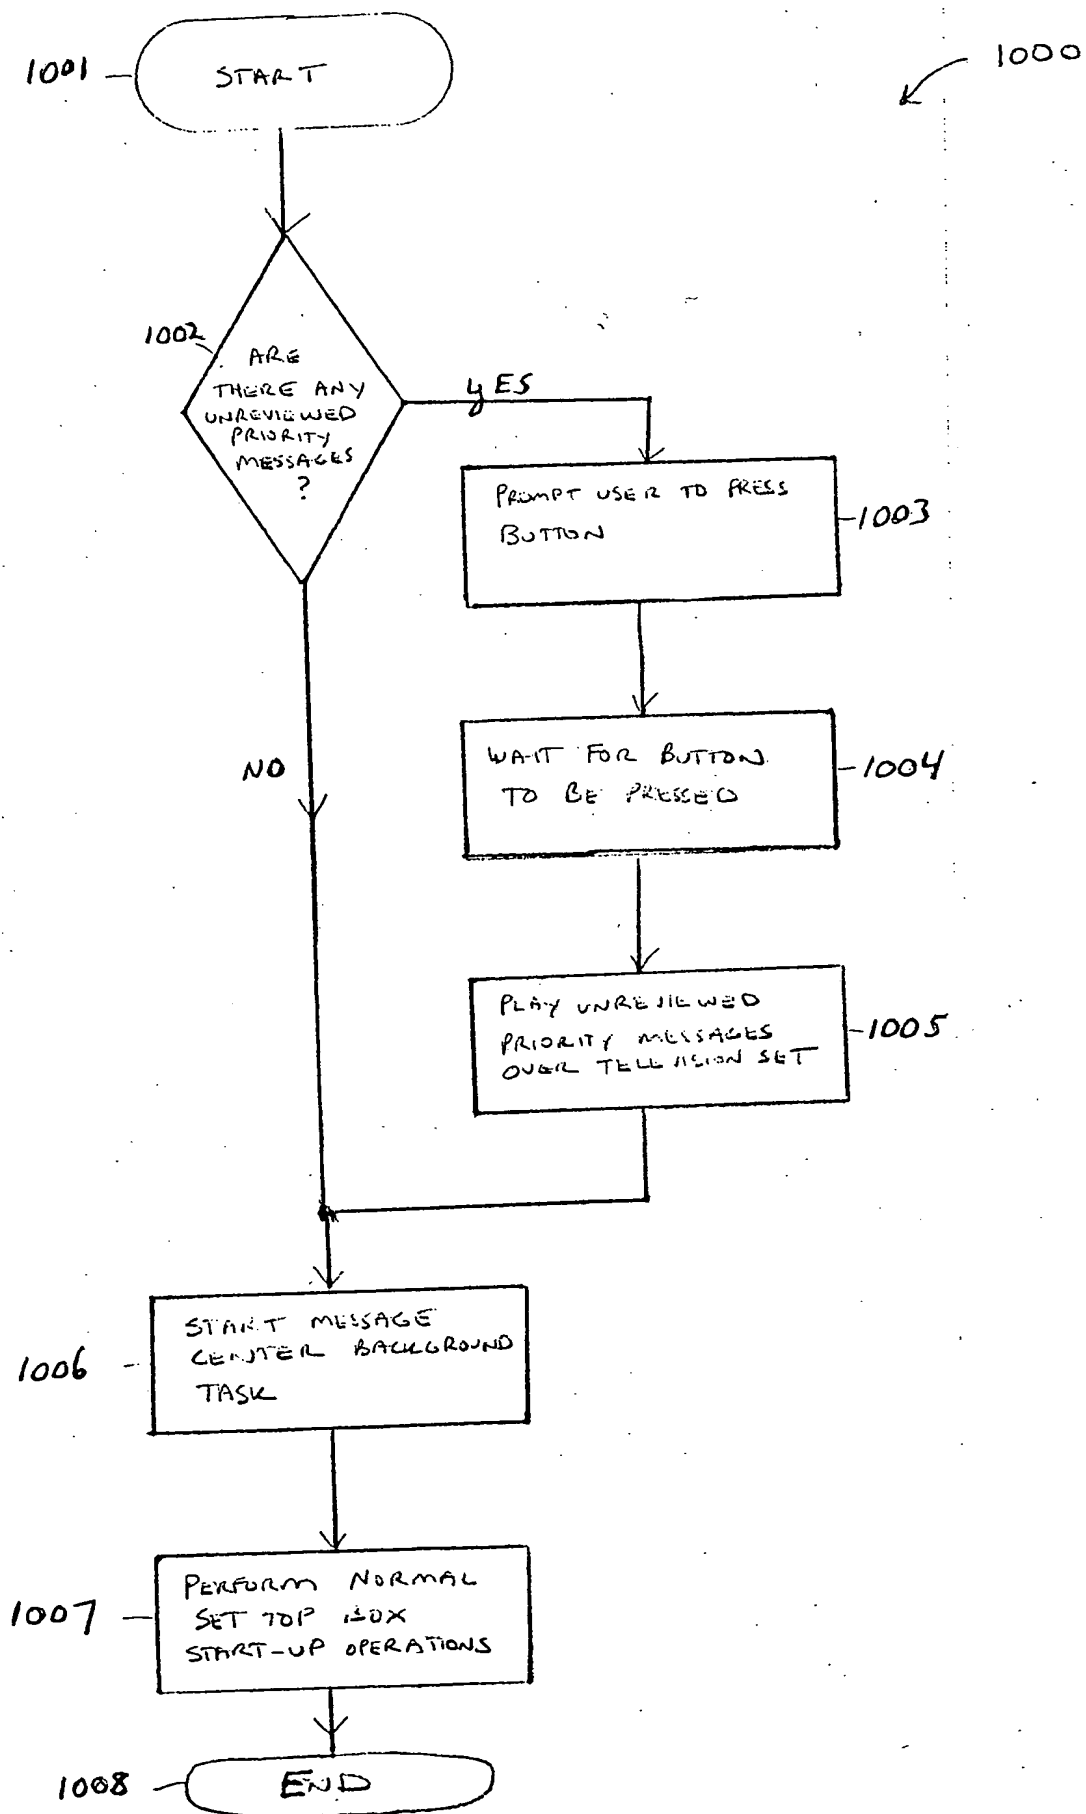 1001
START
1000
1002
ARE
THERE ANY
UNREVIEWED
PRIORITY
MESSAGES
?
YES
PROMPT USER TO PRESS
BUTTON
1003
NO
WAIT FOR BUTTON
TO BE PRESSED
1004
PLAY UNREVIEWED
PRIORITY MESSAGES
OVER TELEVISION SET
1005
START MESSAGE
CENTER BACKGROUND
TASK
1006
PERFORM NORMAL
SET TOP BOX
START-UP OPERATIONS
1007
1008
END